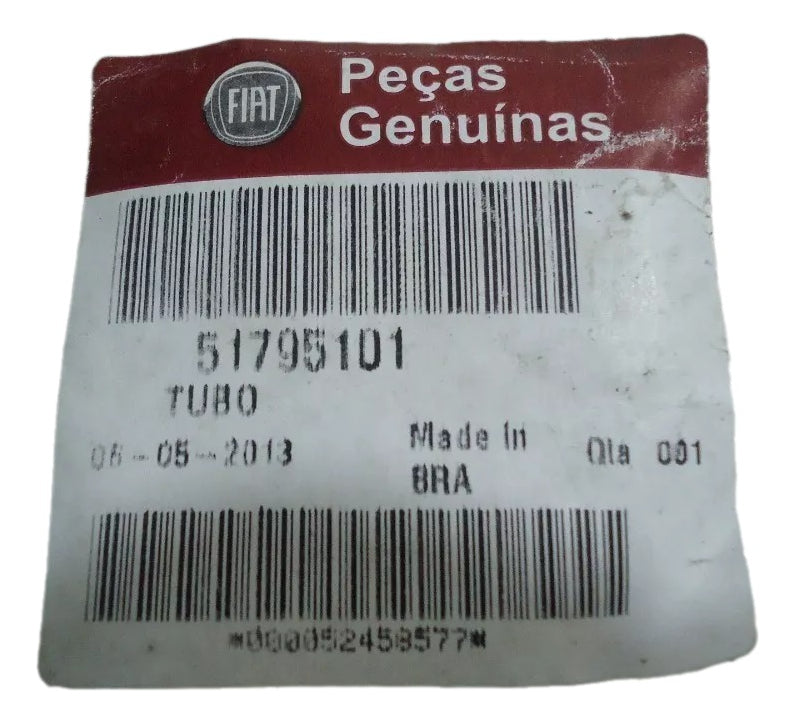 FIAT
Peças
Genuínas
51795101
TUBO
06-05-2013 Made In Qta 001
BRA
*000052458577*